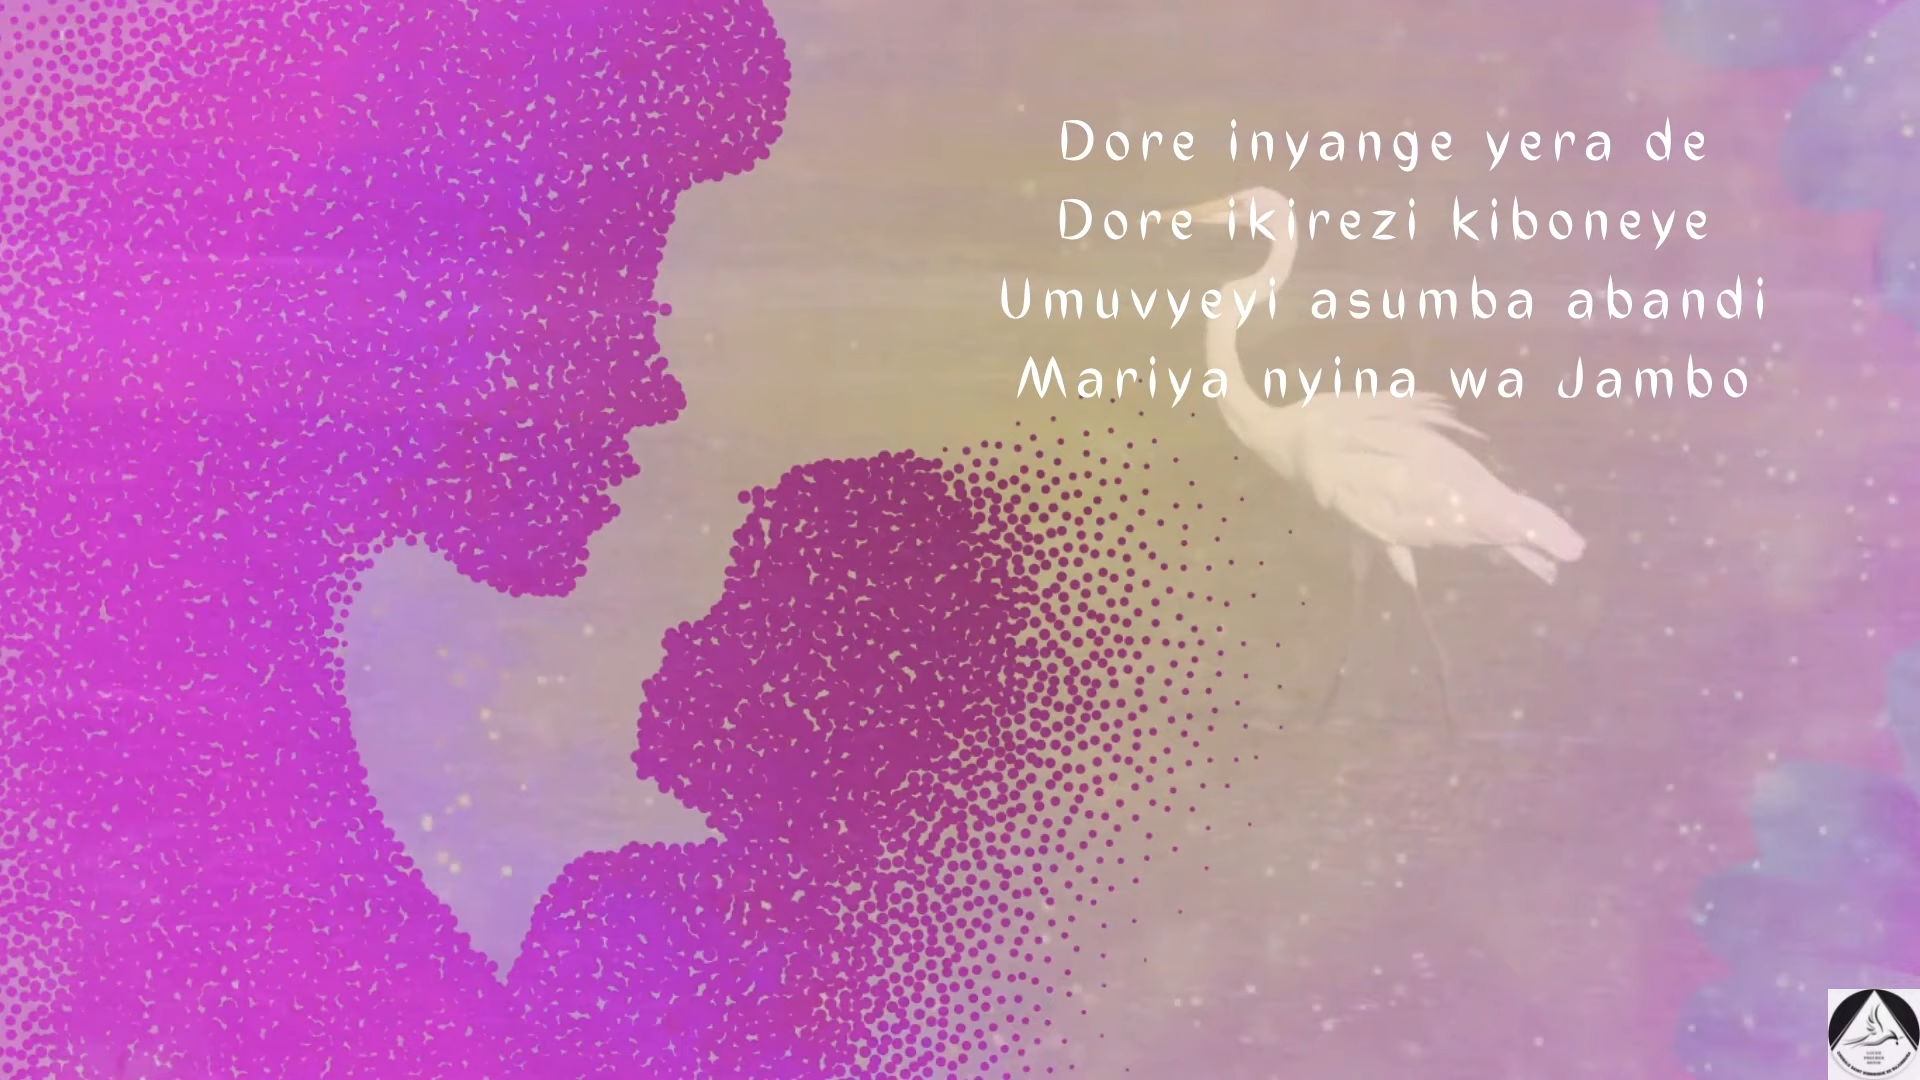 Dore inyange yera de
Dore ikirezi kiboneye
Umuvyeyi asumba abandi
Mariya nyina wa Jambo